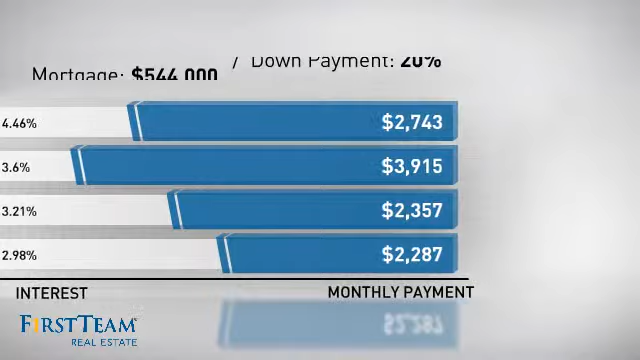 / Down Payment: 20%
Mortgage: $544,000
4.46% $2,743
3.6% $3,915
3.21% $2,357
2.98% $2,287
INTEREST MONTHLY PAYMENT
FIRSTTEAM
REAL ESTATE